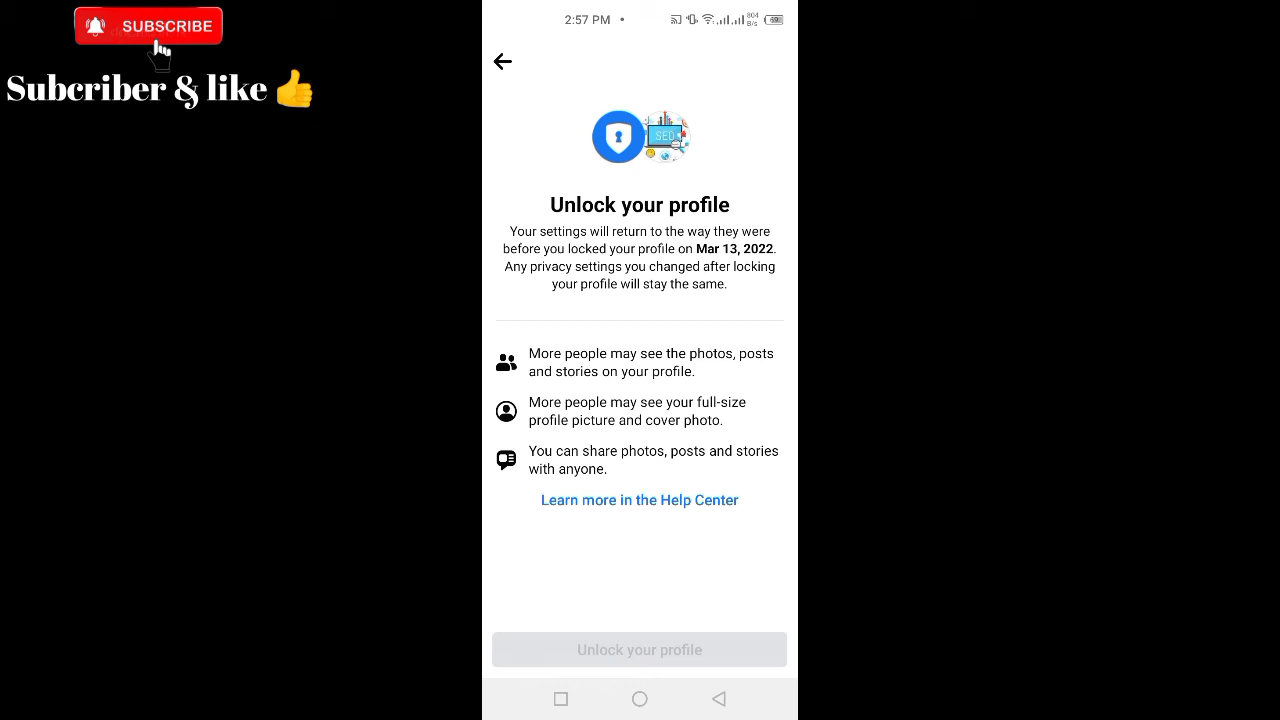 SUBSCRIBE
Subcriber & like 👍
2:57 PM •
804
B/s
69
SEO
Unlock your profile
Your settings will return to the way they were
before you locked your profile on Mar 13, 2022.
Any privacy settings you changed after locking
your profile will stay the same.
More people may see the photos, posts
and stories on your profile.
More people may see your full-size
profile picture and cover photo.
You can share photos, posts and stories
with anyone.
Learn more in the Help Center
Unlock your profile